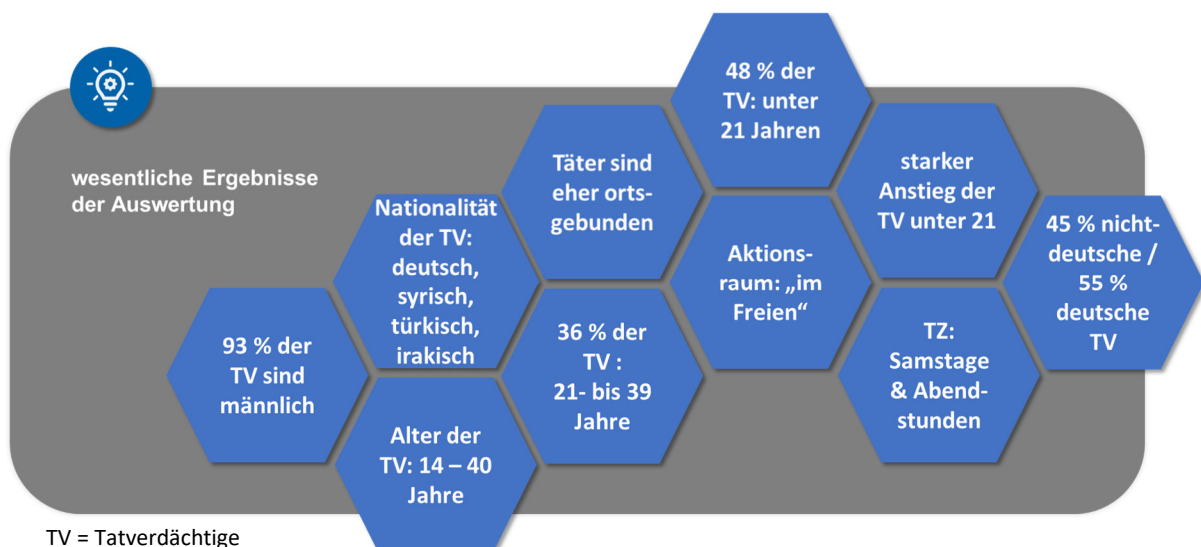 wesentliche Ergebnisse
der Auswertung
93 % der
TV sind
männlich
Nationalität
der TV:
deutsch,
syrisch,
türkisch,
irakisch
Alter der
TV: 14 – 40
Jahre
Täter sind
eher orts-
gebunden
36 % der
TV :
21- bis 39
Jahre
48 % der
TV: unter
21 Jahren
Aktions-
raum: „im
Freien“
starker
Anstieg der
TV unter 21
TZ:
Samstage
& Abend-
stunden
45 % nicht-
deutsche /
55 %
deutsche
TV
TV = Tatverdächtige